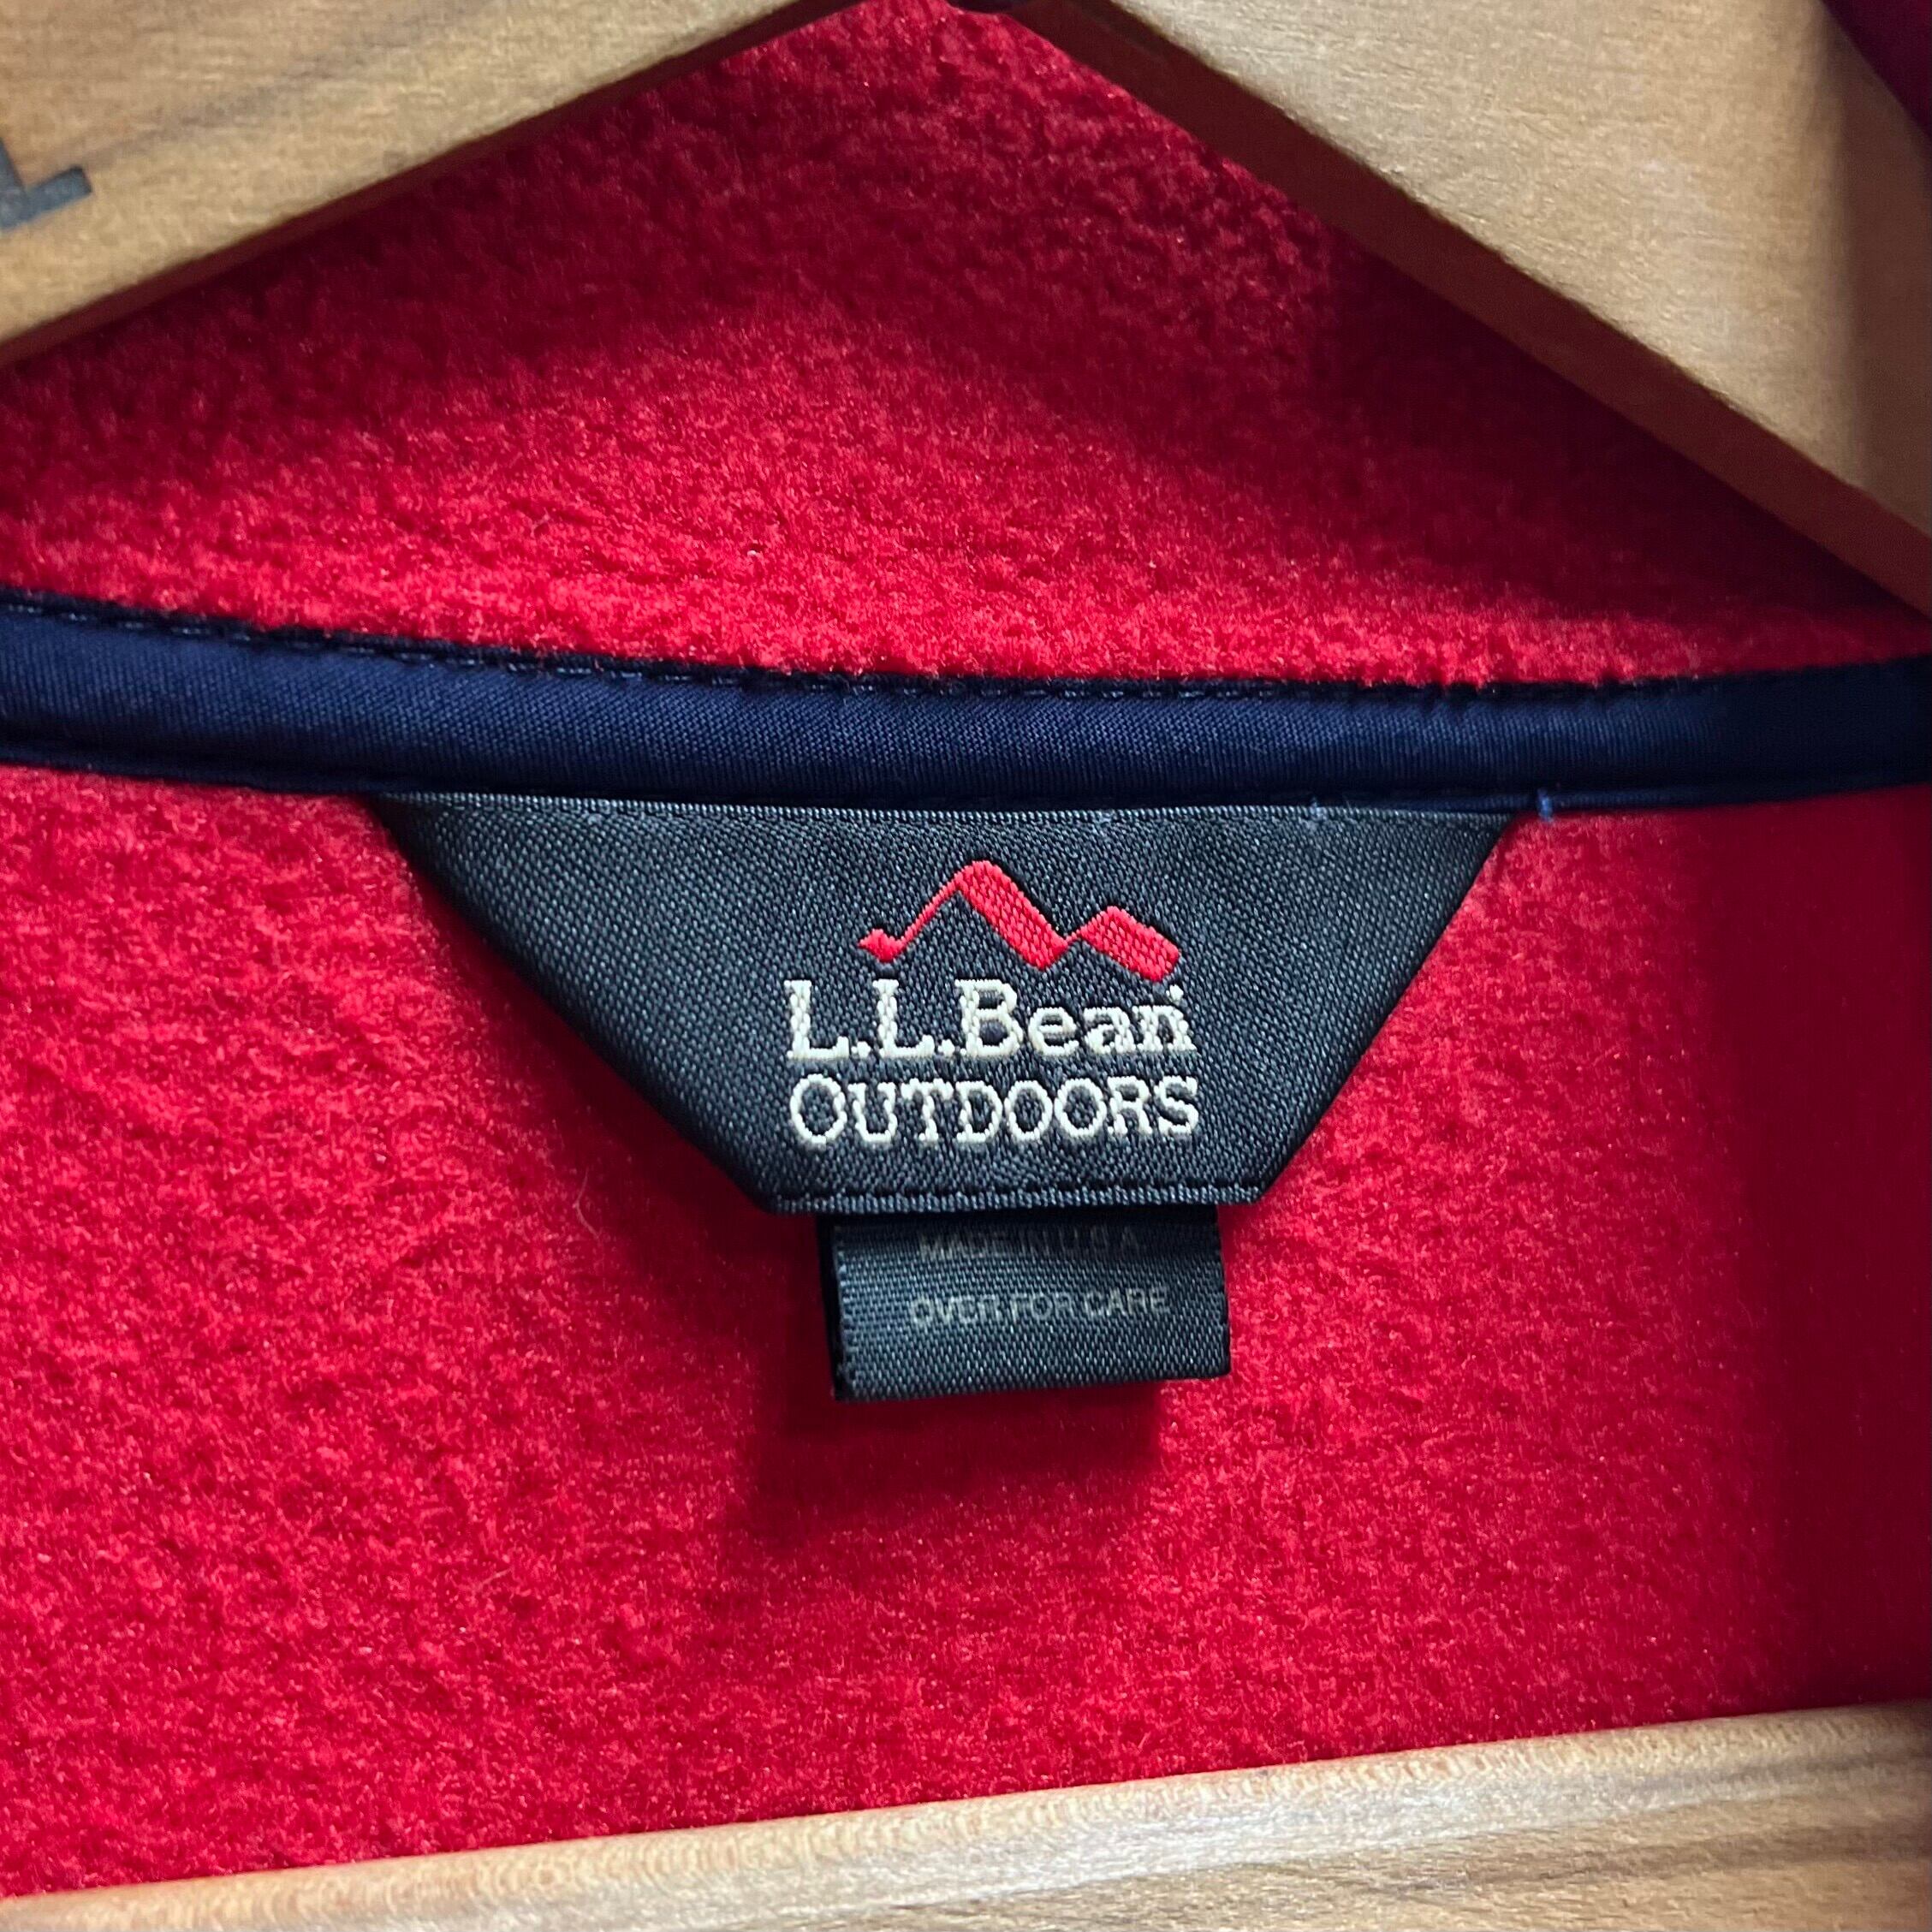 L.L.Bean®
OUTDOORS
MADE IN U.S.A.
OVER FOR CARE